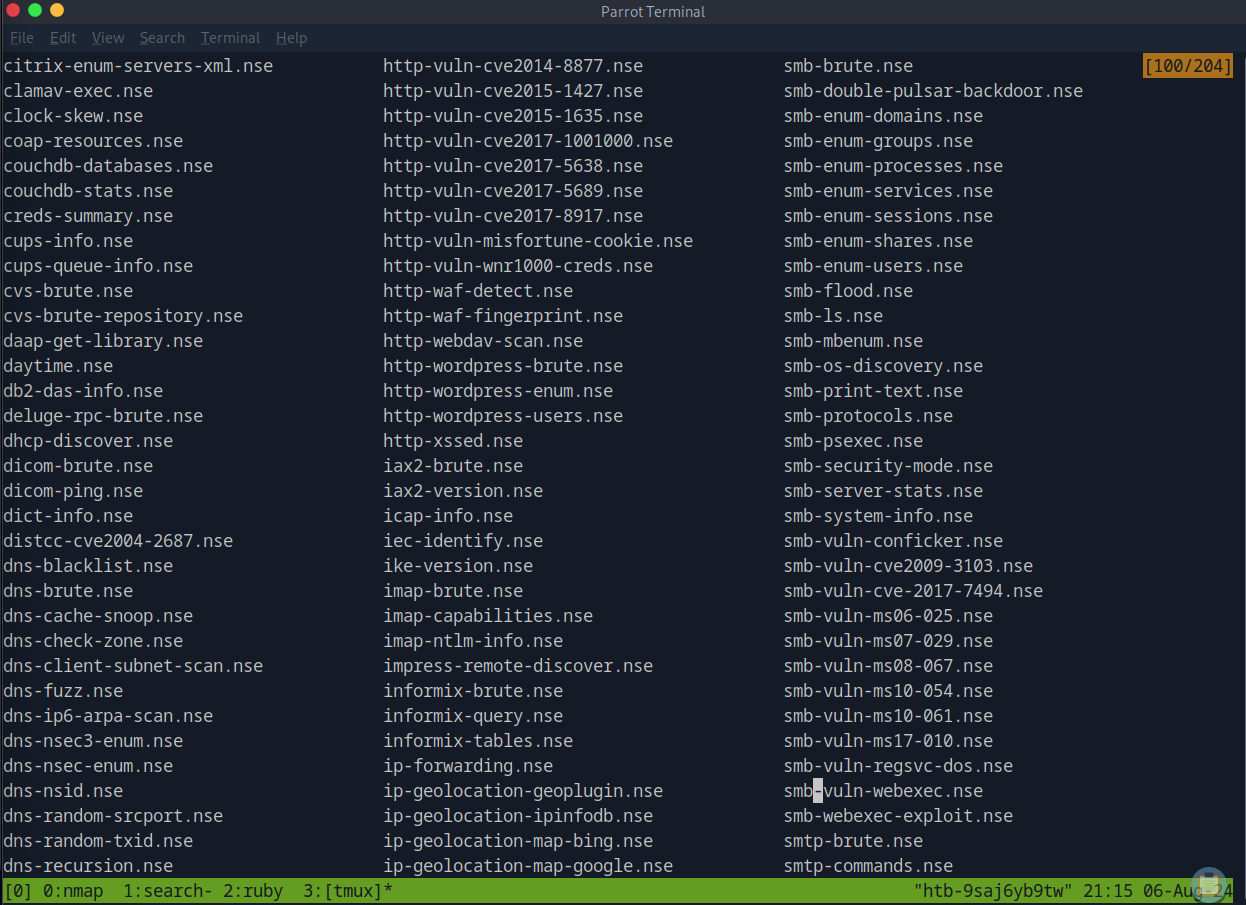 Parrot Terminal
File Edit View Search Terminal Help
citrix-enum-servers-xml.nse http-vuln-cve2014-8877.nse smb-brute.nse [100/204]
clamav-exec.nse http-vuln-cve2015-1427.nse smb-double-pulsar-backdoor.nse
clock-skew.nse http-vuln-cve2015-1635.nse smb-enum-domains.nse
coap-resources.nse http-vuln-cve2017-1001000.nse smb-enum-groups.nse
couchdb-databases.nse http-vuln-cve2017-5638.nse smb-enum-processes.nse
couchdb-stats.nse http-vuln-cve2017-5689.nse smb-enum-services.nse
creds-summary.nse http-vuln-cve2017-8917.nse smb-enum-sessions.nse
cups-info.nse http-vuln-misfortune-cookie.nse smb-enum-shares.nse
cups-queue-info.nse http-vuln-wnr1000-creds.nse smb-enum-users.nse
cvs-brute.nse http-waf-detect.nse smb-flood.nse
cvs-brute-repository.nse http-waf-fingerprint.nse smb-ls.nse
daap-get-library.nse http-webdav-scan.nse smb-mbenum.nse
daytime.nse http-wordpress-brute.nse smb-os-discovery.nse
db2-das-info.nse http-wordpress-enum.nse smb-print-text.nse
deluge-rpc-brute.nse http-wordpress-users.nse smb-protocols.nse
dhcp-discover.nse http-xssed.nse smb-psexec.nse
dicom-brute.nse iax2-brute.nse smb-security-mode.nse
dicom-ping.nse iax2-version.nse smb-server-stats.nse
dict-info.nse icap-info.nse smb-system-info.nse
distcc-cve2004-2687.nse iec-identify.nse smb-vuln-conficker.nse
dns-blacklist.nse ike-version.nse smb-vuln-cve2009-3103.nse
dns-brute.nse imap-brute.nse smb-vuln-cve-2017-7494.nse
dns-cache-snoop.nse imap-capabilities.nse smb-vuln-ms06-025.nse
dns-check-zone.nse imap-ntlm-info.nse smb-vuln-ms07-029.nse
dns-client-subnet-scan.nse impress-remote-discover.nse smb-vuln-ms08-067.nse
dns-fuzz.nse informix-brute.nse smb-vuln-ms10-054.nse
dns-ip6-arpa-scan.nse informix-query.nse smb-vuln-ms10-061.nse
dns-nsec3-enum.nse informix-tables.nse smb-vuln-ms17-010.nse
dns-nsec-enum.nse ip-forwarding.nse smb-vuln-regsvc-dos.nse
dns-nsid.nse ip-geolocation-geoplugin.nse smb-vuln-webexec.nse
dns-random-srcport.nse ip-geolocation-ipinfodb.nse smb-webexec-exploit.nse
dns-random-txid.nse ip-geolocation-map-bing.nse smtp-brute.nse
dns-recursion.nse ip-geolocation-map-google.nse smtp-commands.nse
[0] 0:nmap 1:search- 2:ruby 3:[tmux]* "htb-9saj6yb9tw" 21:15 06-Aug-24